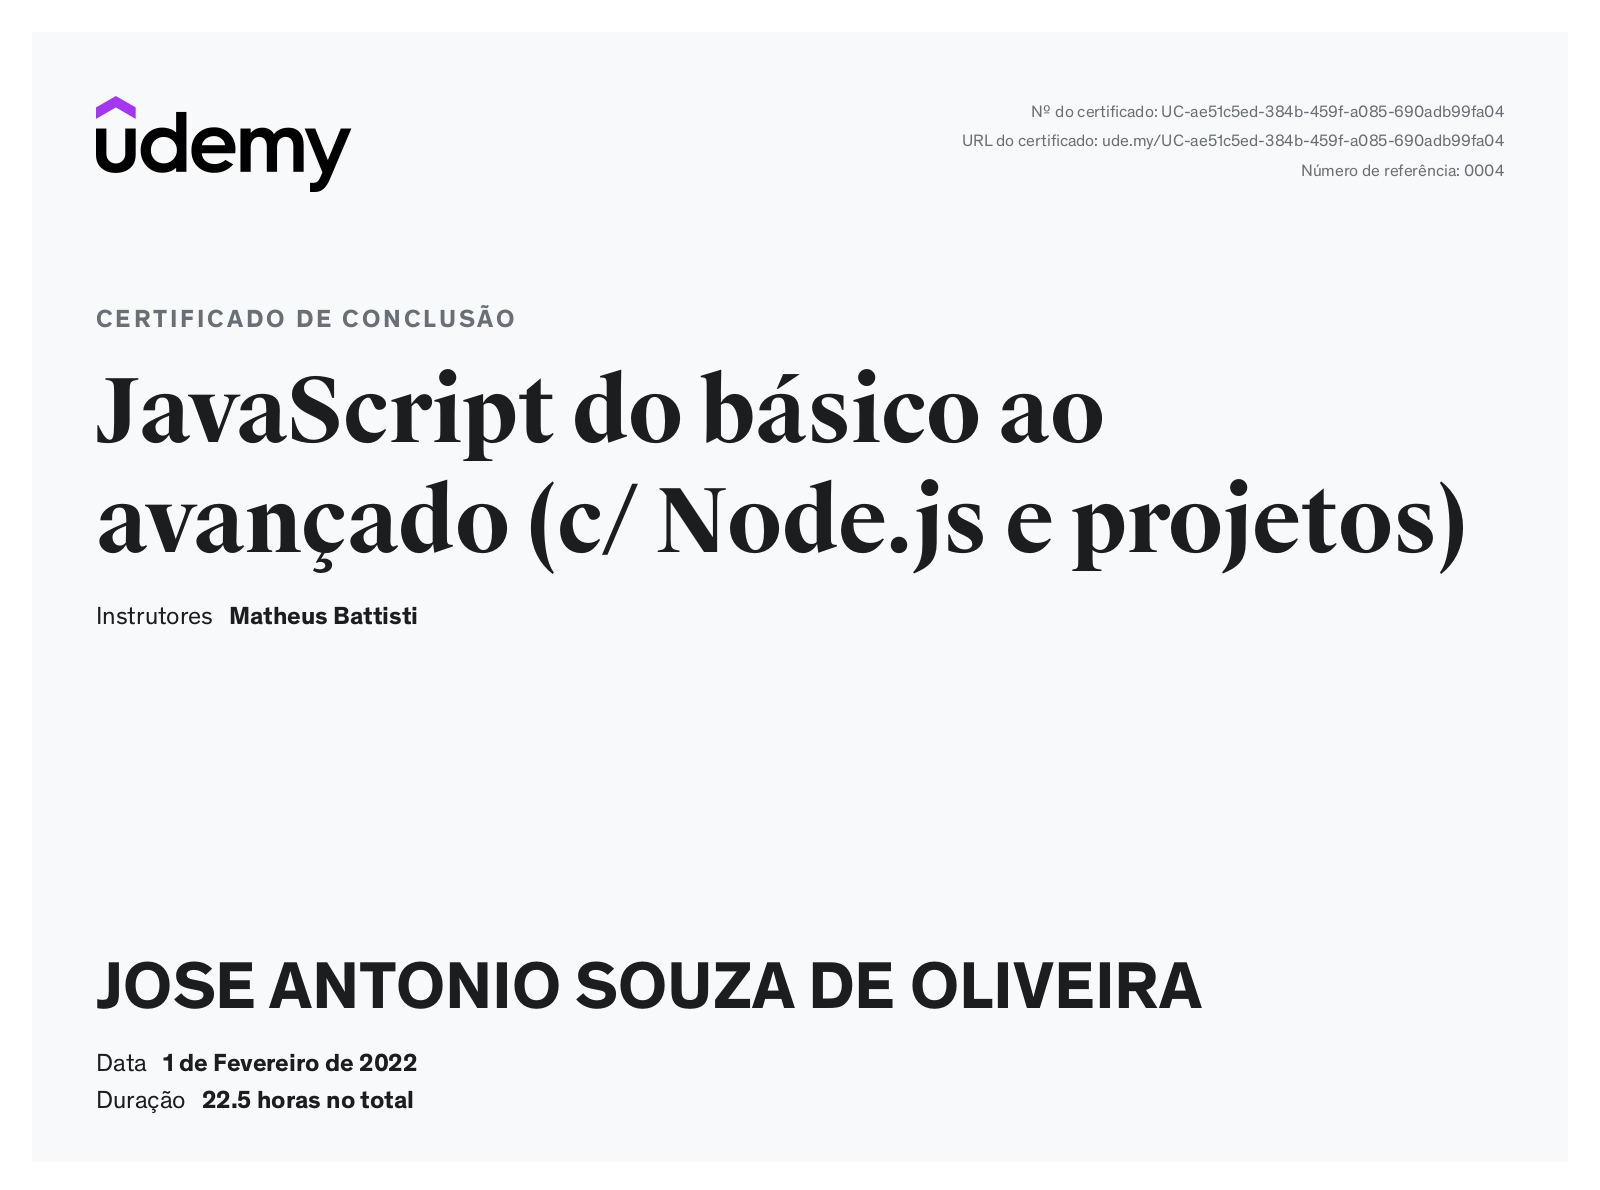 udemy
Nº do certificado: UC-ae51c5ed-384b-459f-a085-690adb99fa04
URL do certificado: ude.my/UC-ae51c5ed-384b-459f-a085-690adb99fa04
Número de referência: 0004
CERTIFICADO DE CONCLUSÃO
JavaScript do básico ao
avançado (c/ Node.js e projetos)
Instrutores Matheus Battisti
JOSE ANTONIO SOUZA DE OLIVEIRA
Data 1 de Fevereiro de 2022
Duração 22.5 horas no total